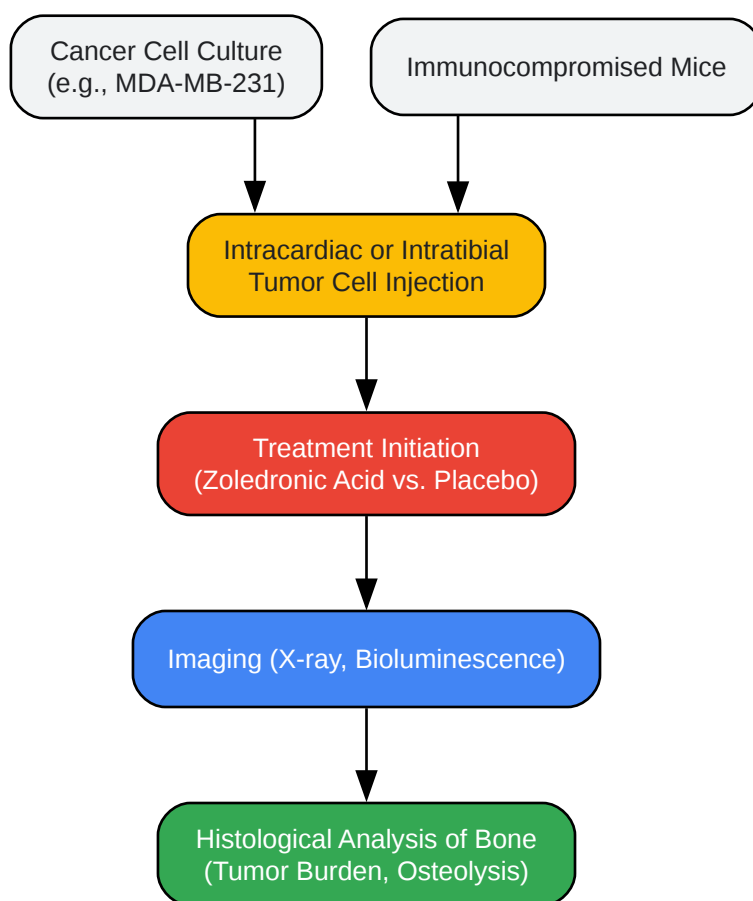 Cancer Cell Culture
(e.g., MDA-MB-231)
Immunocompromised Mice
Intracardiac or Intratibial
Tumor Cell Injection
Treatment Initiation
(Zoledronic Acid vs. Placebo)
Imaging (X-ray, Bioluminescence)
Histological Analysis of Bone
(Tumor Burden, Osteolysis)